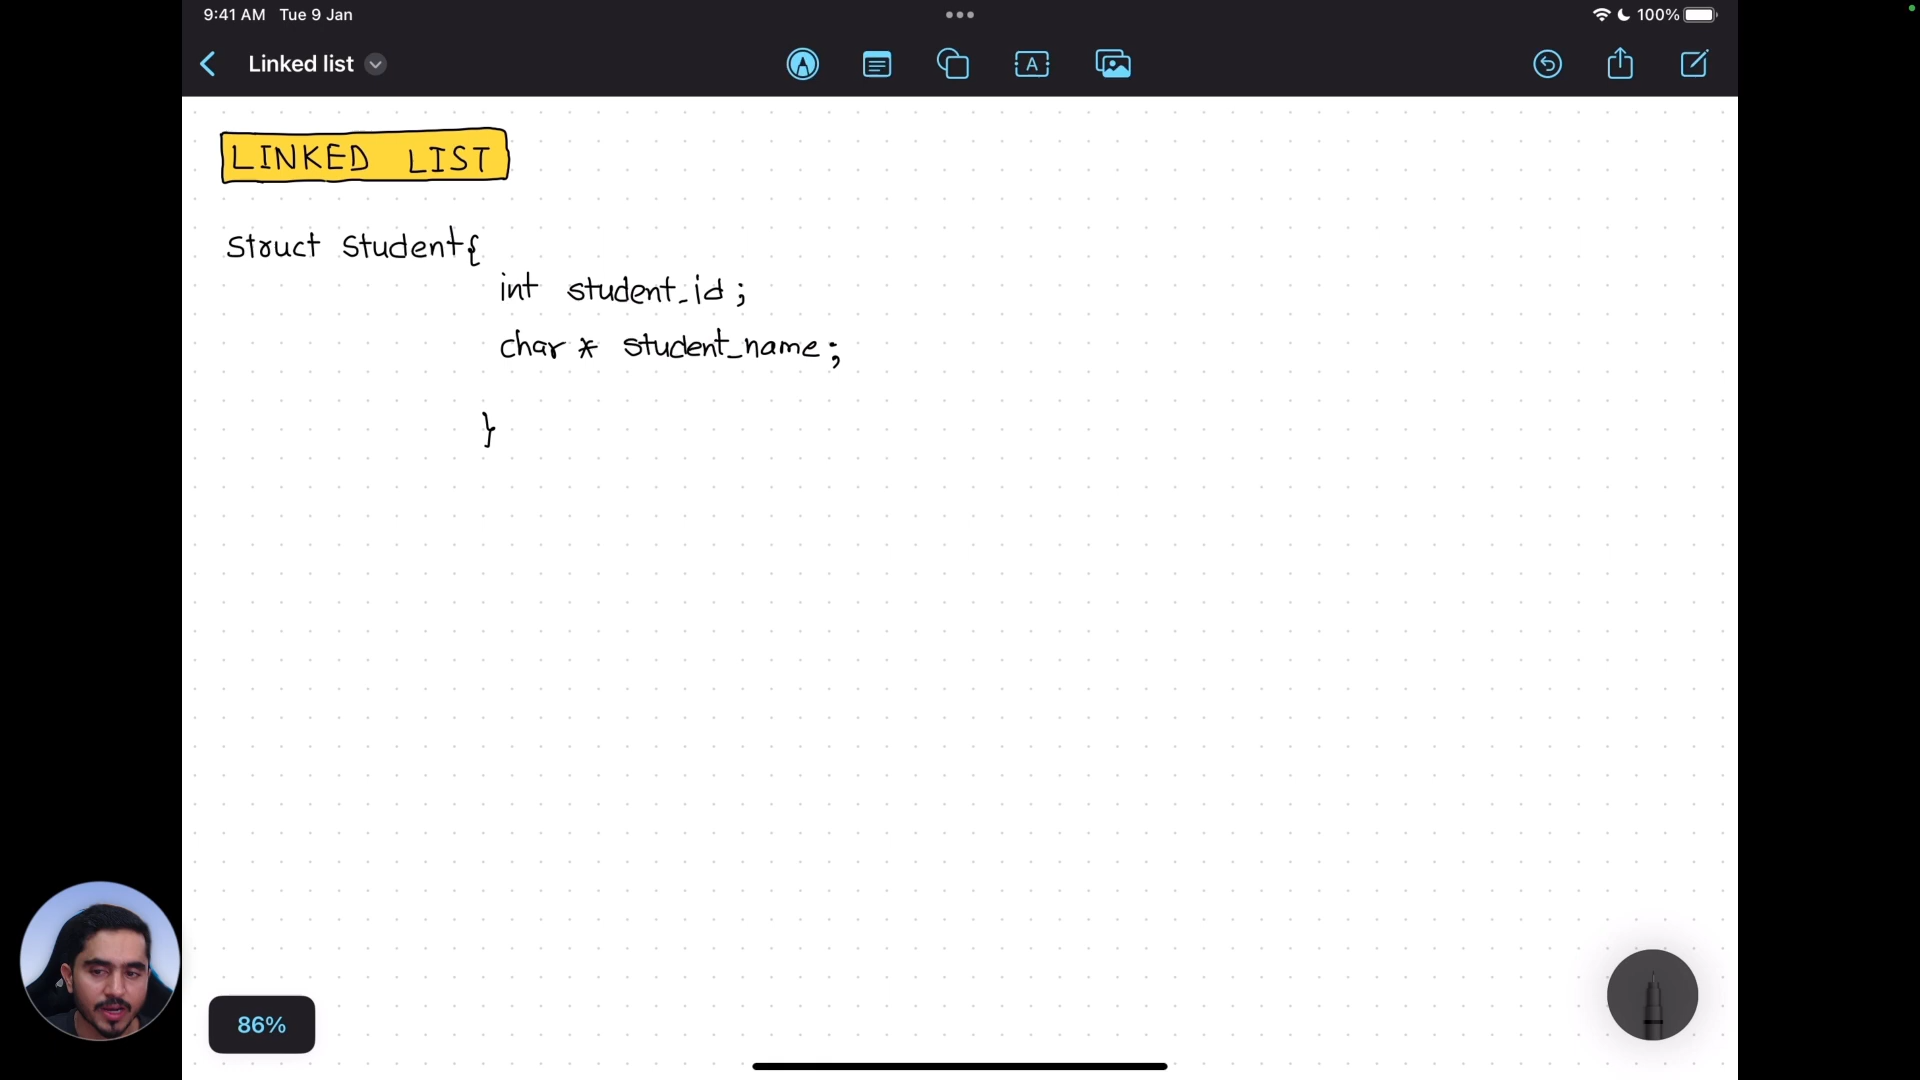 9:41 AM Tue 9 Jan
100%
Linked list
A
LINKED LIST
Struct Student{
int student_id;
char * student_name;
}
86%